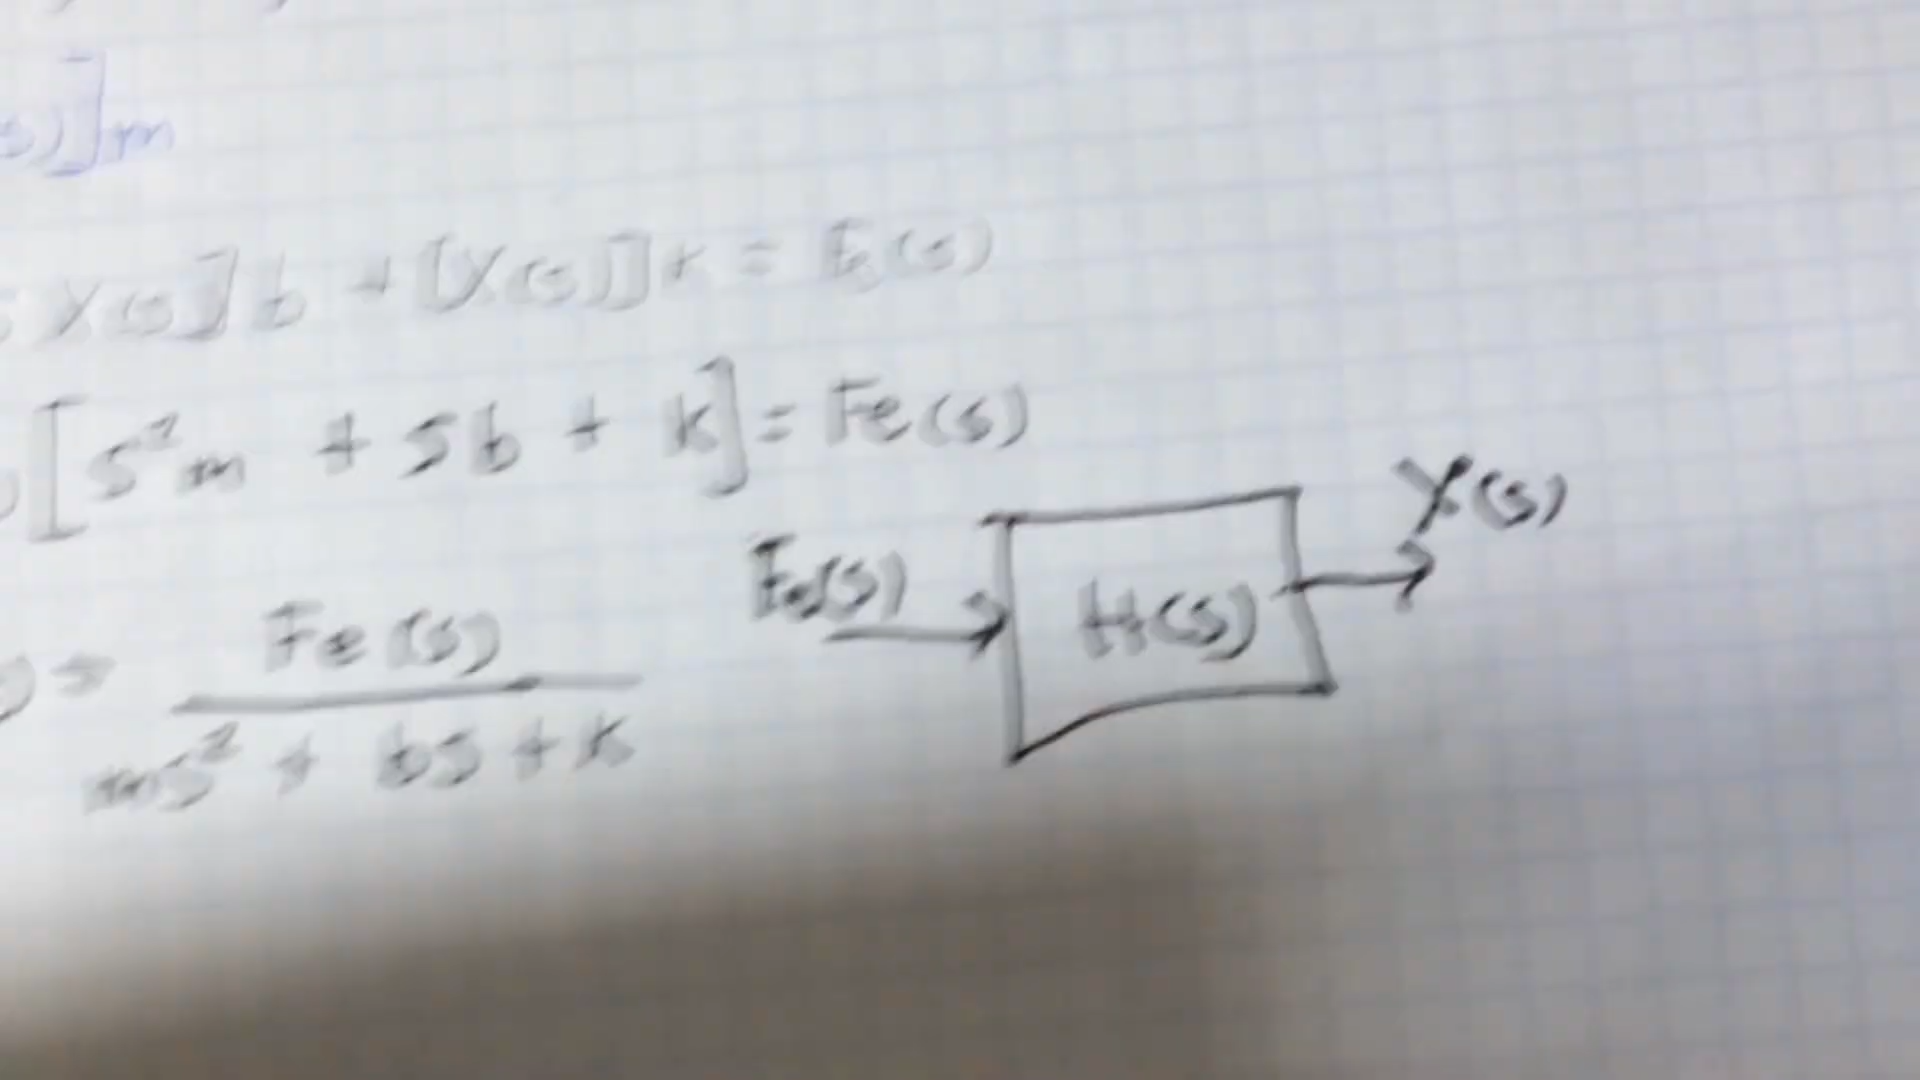 s)]m
s X(s)]b + [X(s)]k = Fe(s)
)[s²m + sb + k] = Fe(s)
X(s)
Fe(s)
H(s)
) = Fe(s)
ms² + bs + k